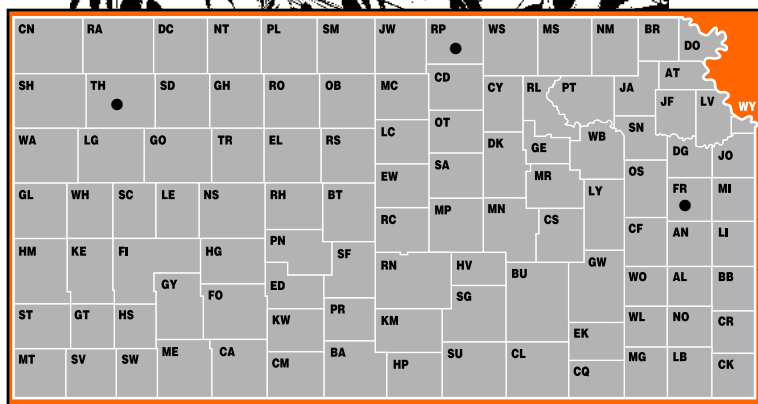 CN RA DC NT PL SM JW RP WS MS NM BR DO
SH TH SD GH RO OB MC CD CY RL PT JA AT
JF LV WY
WA LG GO TR EL RS LC OT DK GE WB SN DG JO
EW SA MR OS
GL WH SC LE NS RH BT RC MP MN CS LY FR MI
HM KE FI HG PN SF RN HV BU GW CF AN LI
GY FO ED SG WO AL BB
ST GT HS KW PR KM EK WL NO CR
MT SV SW ME CA CM BA HP SU CL CQ MG LB CK